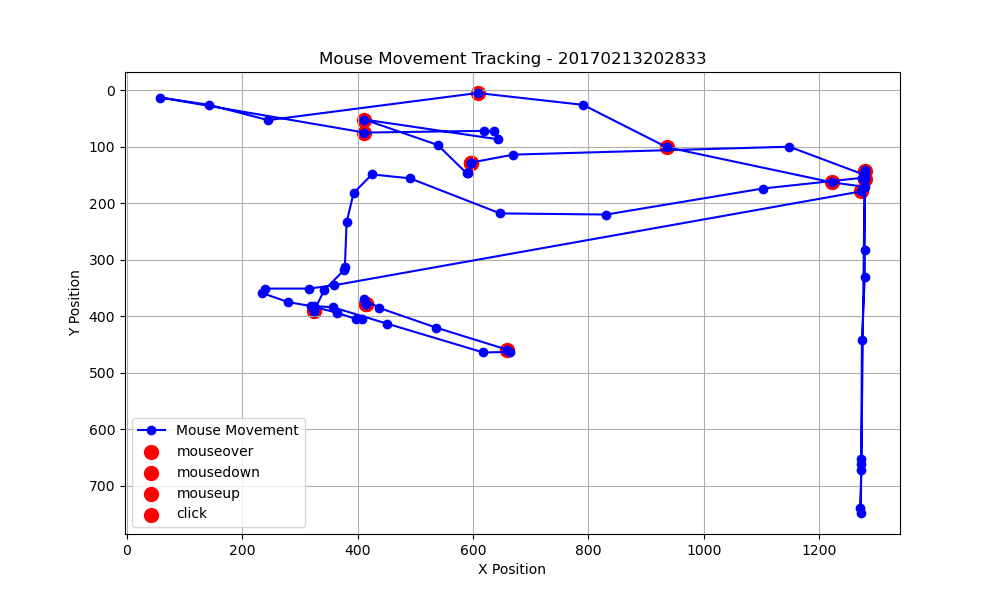 Mouse Movement Tracking - 20170213202833
0
100
200
300
400
500
600
700
Y Position
Mouse Movement
mouseover
mousedown
mouseup
click
0 200 400 600 800 1000 1200
X Position